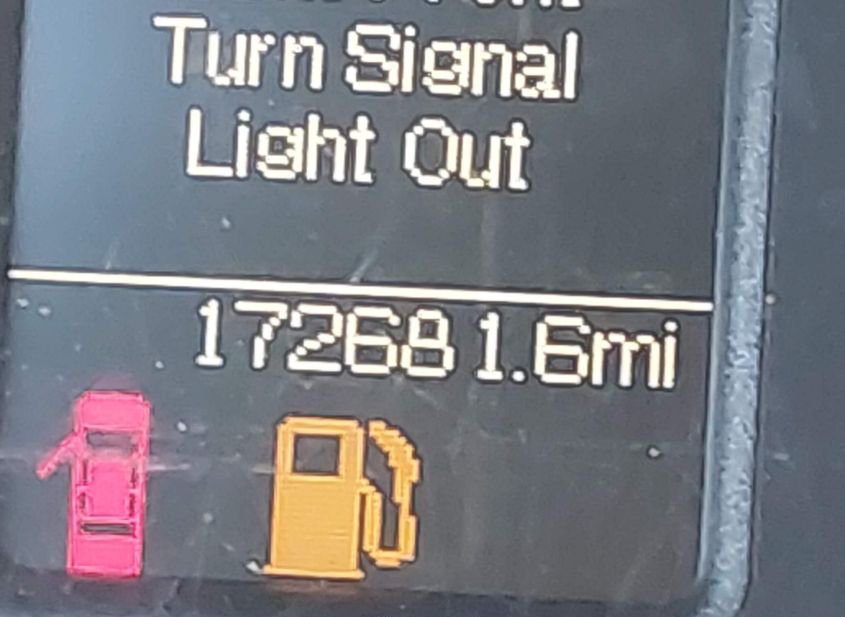 Turn Signal
Light Out
172681.6mi